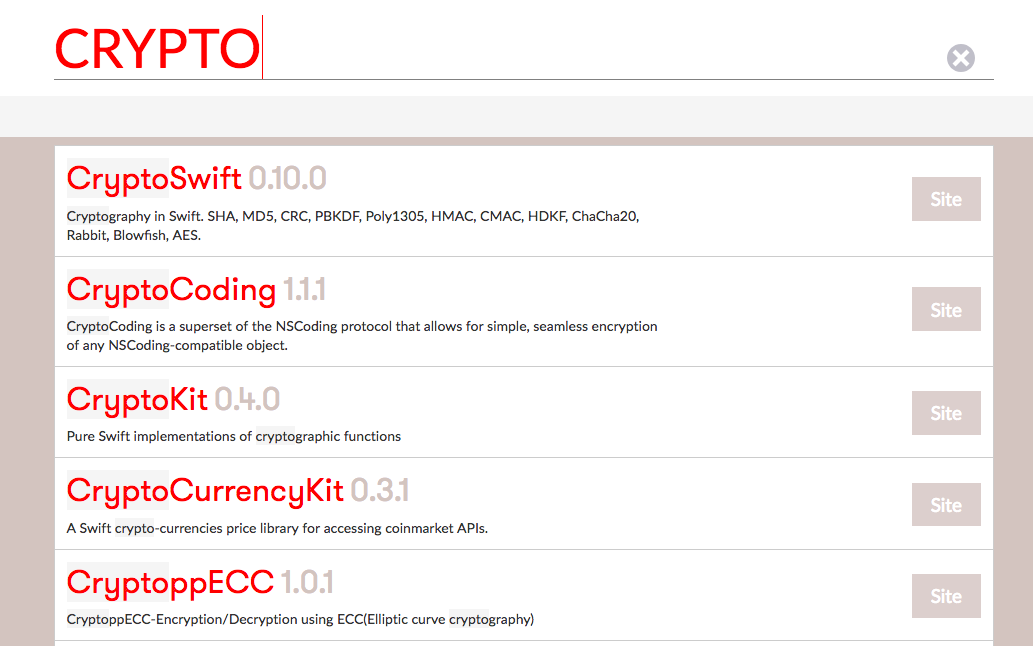 CRYPTO
CryptoSwift 0.10.0
Cryptography in Swift. SHA, MD5, CRC, PBKDF, Poly1305, HMAC, CMAC, HDKF, ChaCha20,
Rabbit, Blowfish, AES.
Site
CryptoCoding 1.1.1
CryptoCoding is a superset of the NSCoding protocol that allows for simple, seamless encryption
of any NSCoding-compatible object.
Site
CryptoKit 0.4.0
Pure Swift implementations of cryptographic functions
Site
CryptoCurrencyKit 0.3.1
A Swift crypto-currencies price library for accessing coinmarket APIs.
Site
CryptoppECC 1.0.1
CryptoppECC-Encryption/Decryption using ECC(Elliptic curve cryptography)
Site